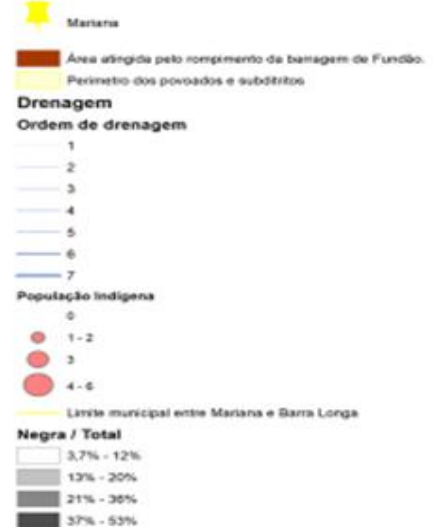 Mariana
Área atingida pelo rompimento da barragem de Fundão.
Perímetro dos povoados e subditritos
Drenagem
Ordem de drenagem
1
2
3
4
5
6
7
População Indígena
0
1 - 2
3
4 - 6
Limite municipal entre Mariana e Barra Longa
Negra / Total
3,7% - 12%
13% - 20%
21% - 36%
37% - 53%